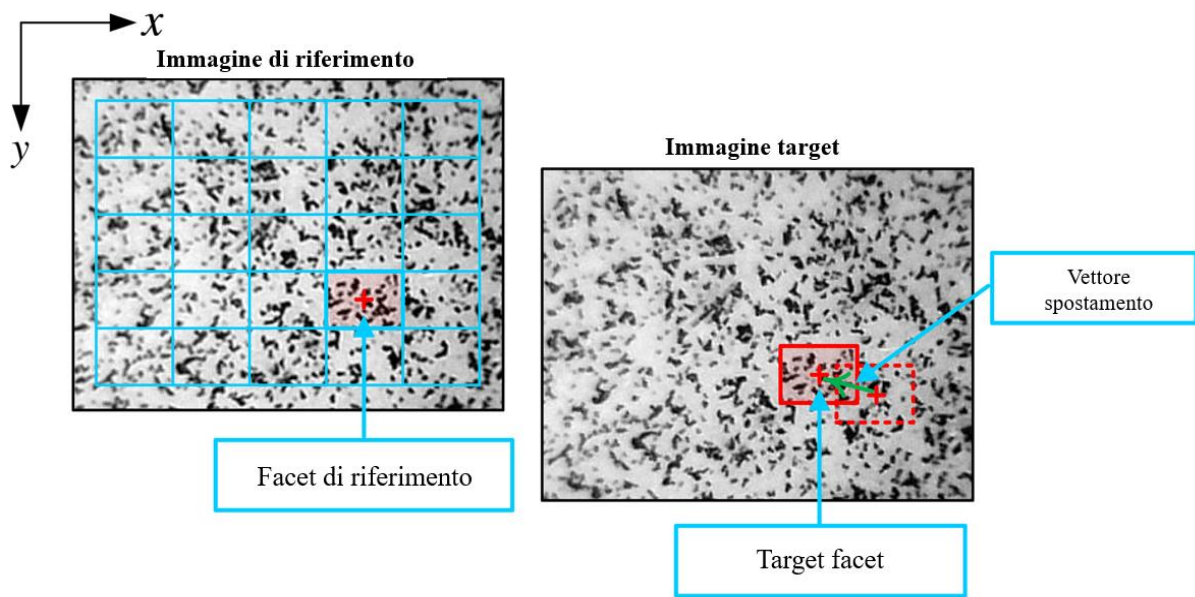 x
Immagine di riferimento
y
Immagine target
Vettore
spostamento
Facet di riferimento
Target facet